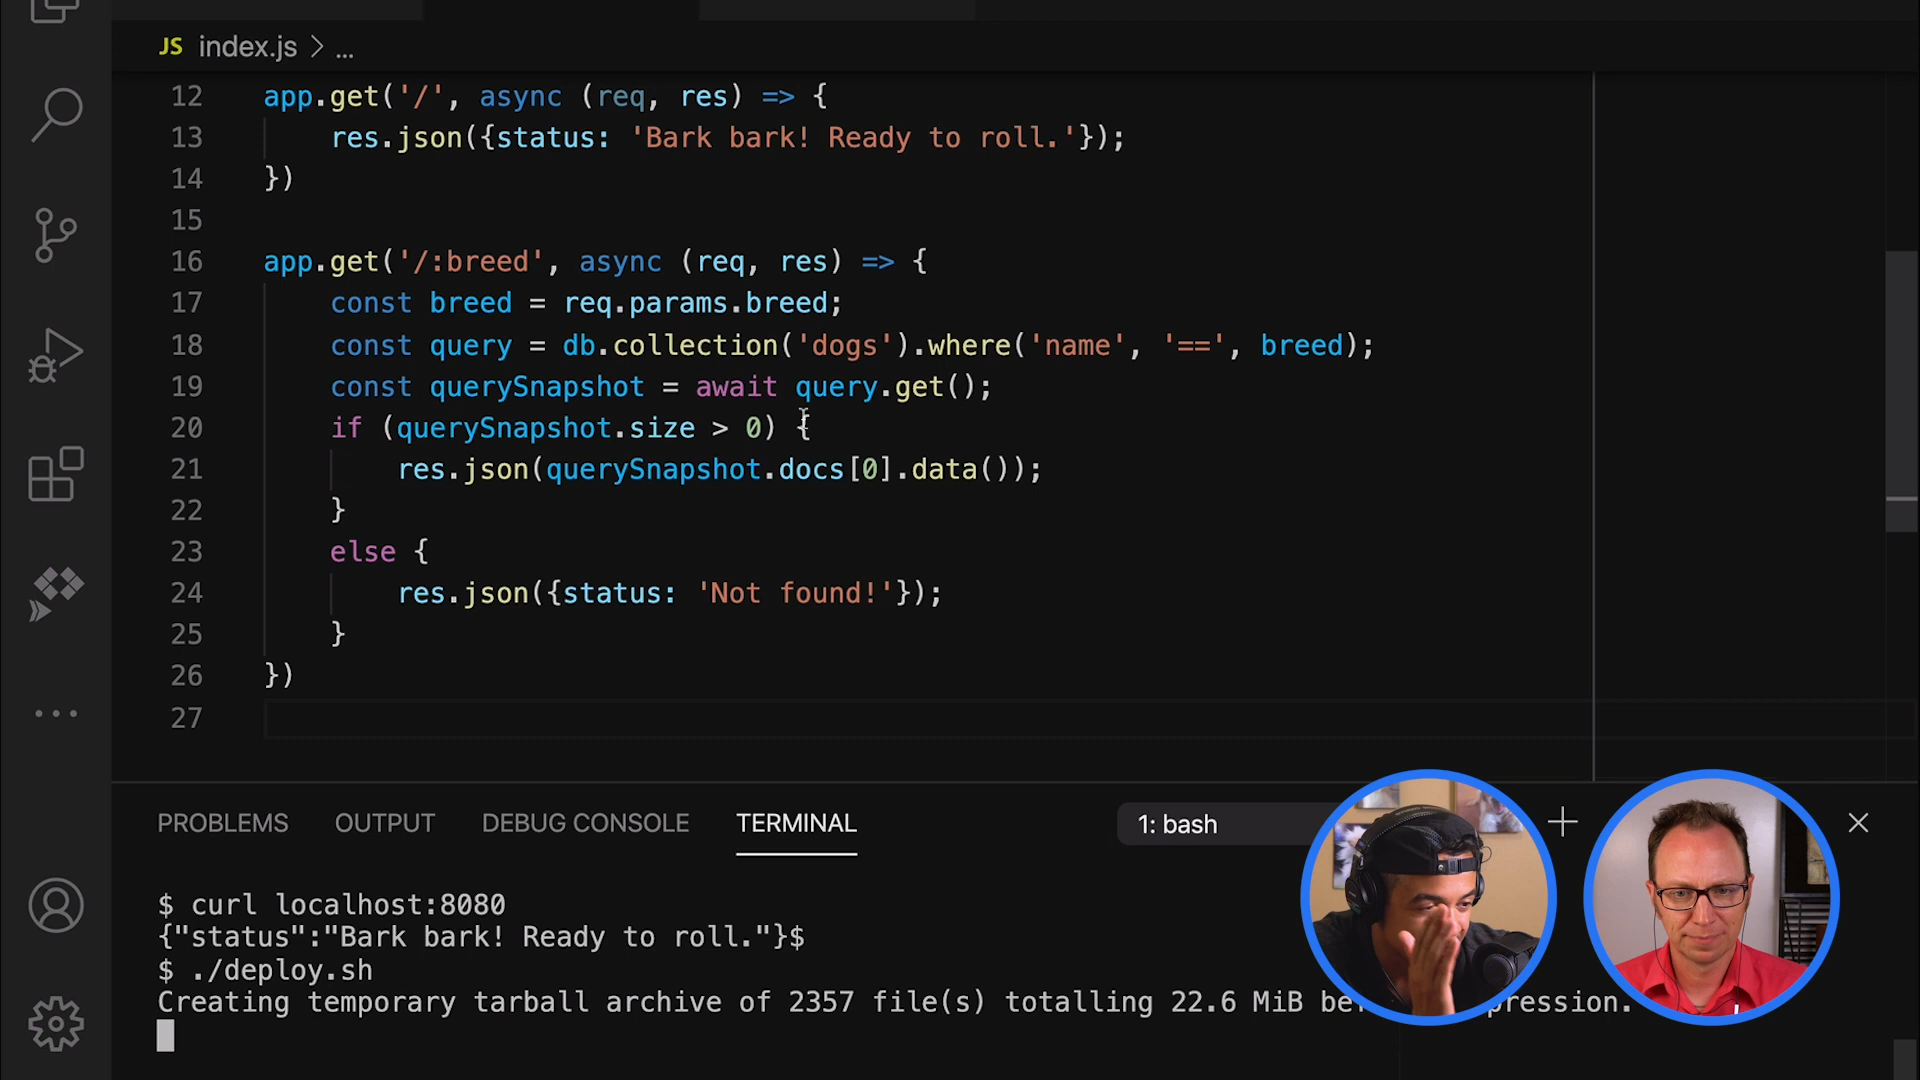 JS index.js > ...
12 app.get('/', async (req, res) => {
13 res.json({status: 'Bark bark! Ready to roll.'});
14 })
15
16 app.get('/:breed', async (req, res) => {
17 const breed = req.params.breed;
18 const query = db.collection('dogs').where('name', '==', breed);
19 const querySnapshot = await query.get();
20 if (querySnapshot.size > 0) {
21 res.json(querySnapshot.docs[0].data());
22 }
23 else {
24 res.json({status: 'Not found!'});
25 }
26 })
27
PROBLEMS OUTPUT DEBUG CONSOLE TERMINAL 1: bash
$ curl localhost:8080
{"status":"Bark bark! Ready to roll."}$
$ ./deploy.sh
Creating temporary tarball archive of 2357 file(s) totalling 22.6 MiB